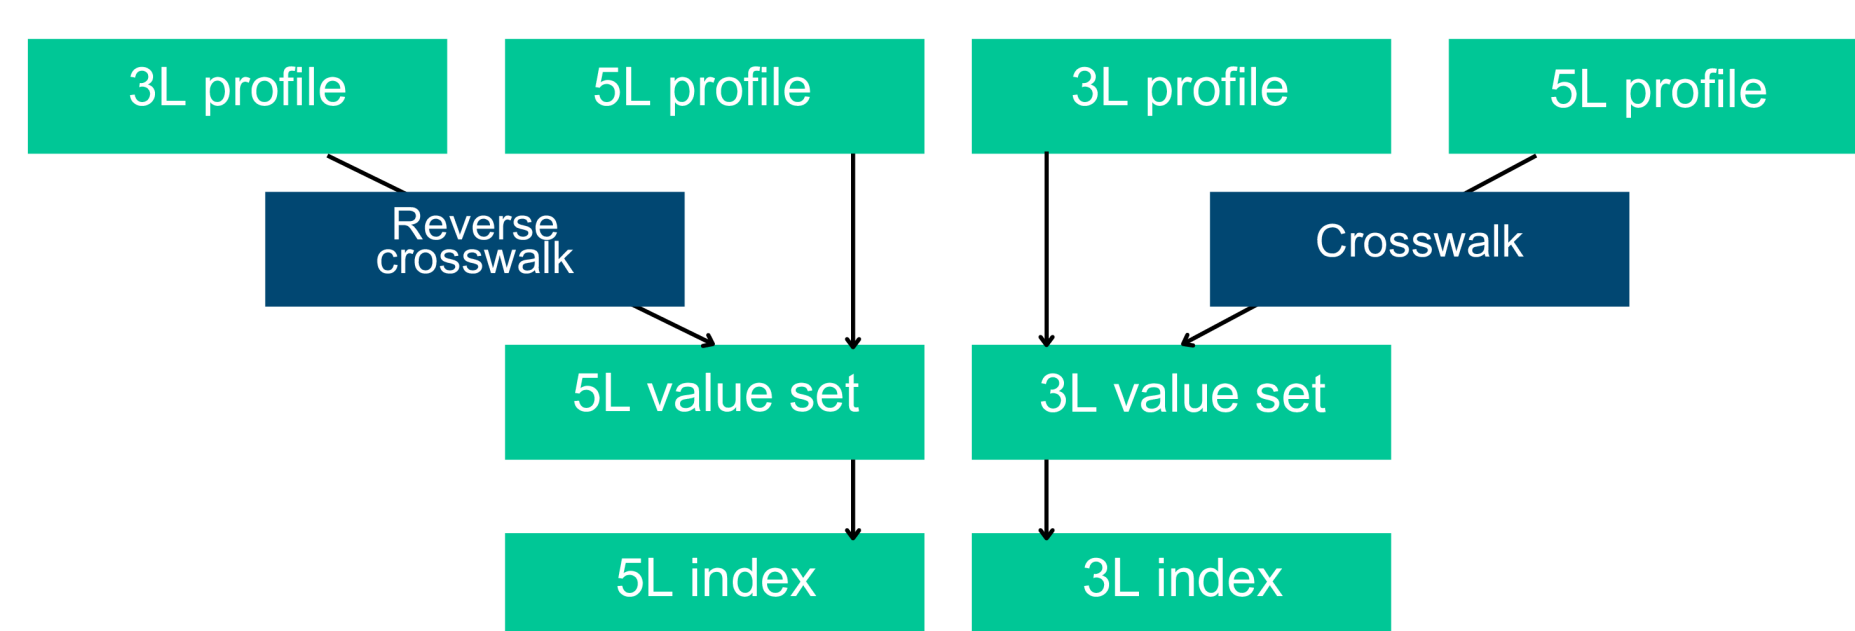 3L profile
5L profile
3L profile
5L profile
Reverse
crosswalk
Crosswalk
5L value set
3L value set
5L index
3L index